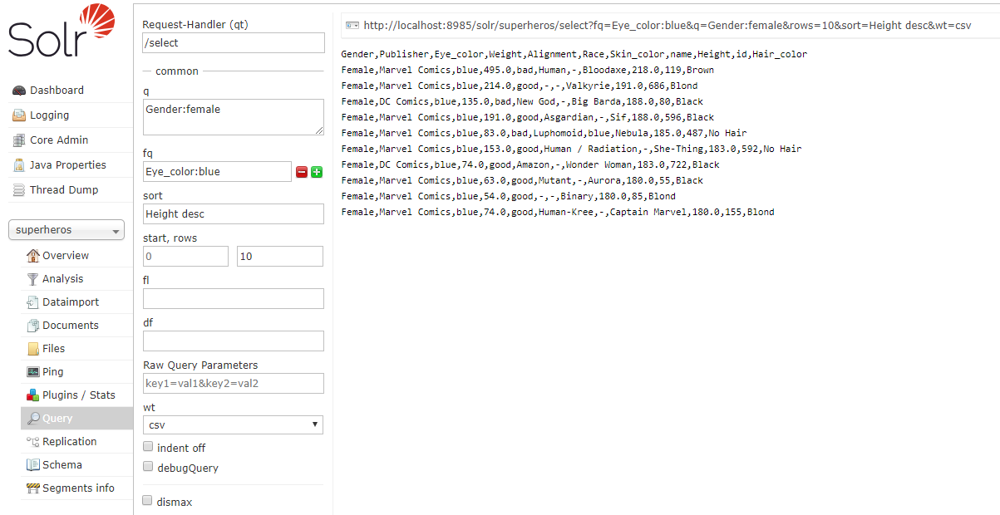 Solr
Dashboard
Logging
Core Admin
Java Properties
Thread Dump
superheros
Overview
Analysis
Dataimport
Documents
Files
Ping
Plugins / Stats
Query
Replication
Schema
Segments info
Request-Handler (qt)
/select
common
q
Gender:female
fq
Eye_color:blue
sort
Height desc
start, rows
0 10
fl
df
Raw Query Parameters
key1=val1&key2=val2
wt
csv
indent off
debugQuery
dismax
http://localhost:8985/solr/superheros/select?fq=Eye_color:blue&q=Gender:female&rows=10&sort=Height desc&wt=csv
Gender,Publisher,Eye_color,Weight,Alignment,Race,Skin_color,name,Height,id,Hair_color
Female,Marvel Comics,blue,495.0,bad,Human,-,Bloodaxe,218.0,119,Brown
Female,Marvel Comics,blue,214.0,good,-,-,Valkyrie,191.0,686,Blond
Female,DC Comics,blue,135.0,bad,New God,-,Big Barda,188.0,80,Black
Female,Marvel Comics,blue,191.0,good,Asgardian,-,Sif,188.0,596,Black
Female,Marvel Comics,blue,83.0,bad,Luphomoid,blue,Nebula,185.0,487,No Hair
Female,Marvel Comics,blue,153.0,good,Human / Radiation,-,She-Thing,183.0,592,No Hair
Female,DC Comics,blue,74.0,good,Amazon,-,Wonder Woman,183.0,722,Black
Female,Marvel Comics,blue,63.0,good,Mutant,-,Aurora,180.0,55,Black
Female,Marvel Comics,blue,54.0,good,-,-,Binary,180.0,85,Blond
Female,Marvel Comics,blue,74.0,good,Human-Kree,-,Captain Marvel,180.0,155,Blond